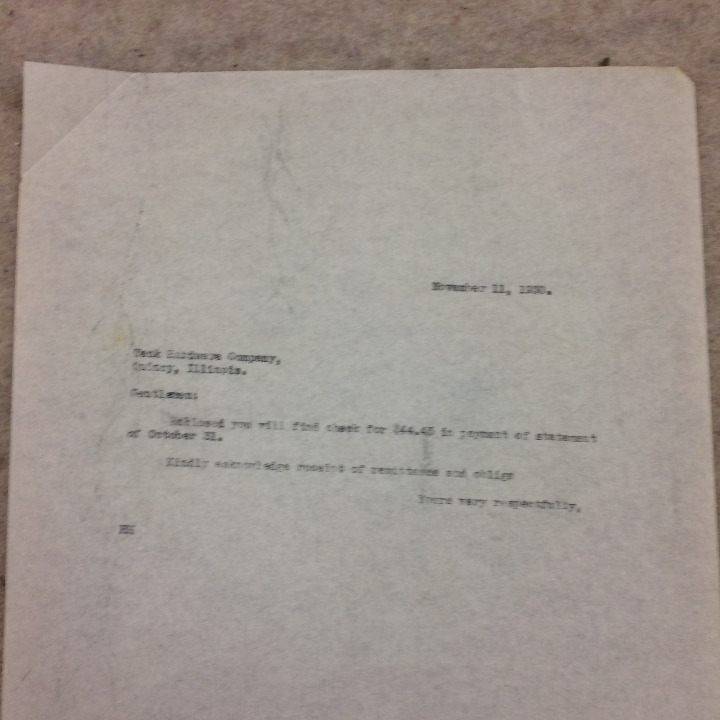 November 11, 1930.
Tenk Hardware Company,
Quincy, Illinois.
Gentlemen:
Enclosed you will find check for $44.45 in payment of statement
of October 31.
Kindly acknowledge receipt of remittance and oblige
Yours very respectfully,